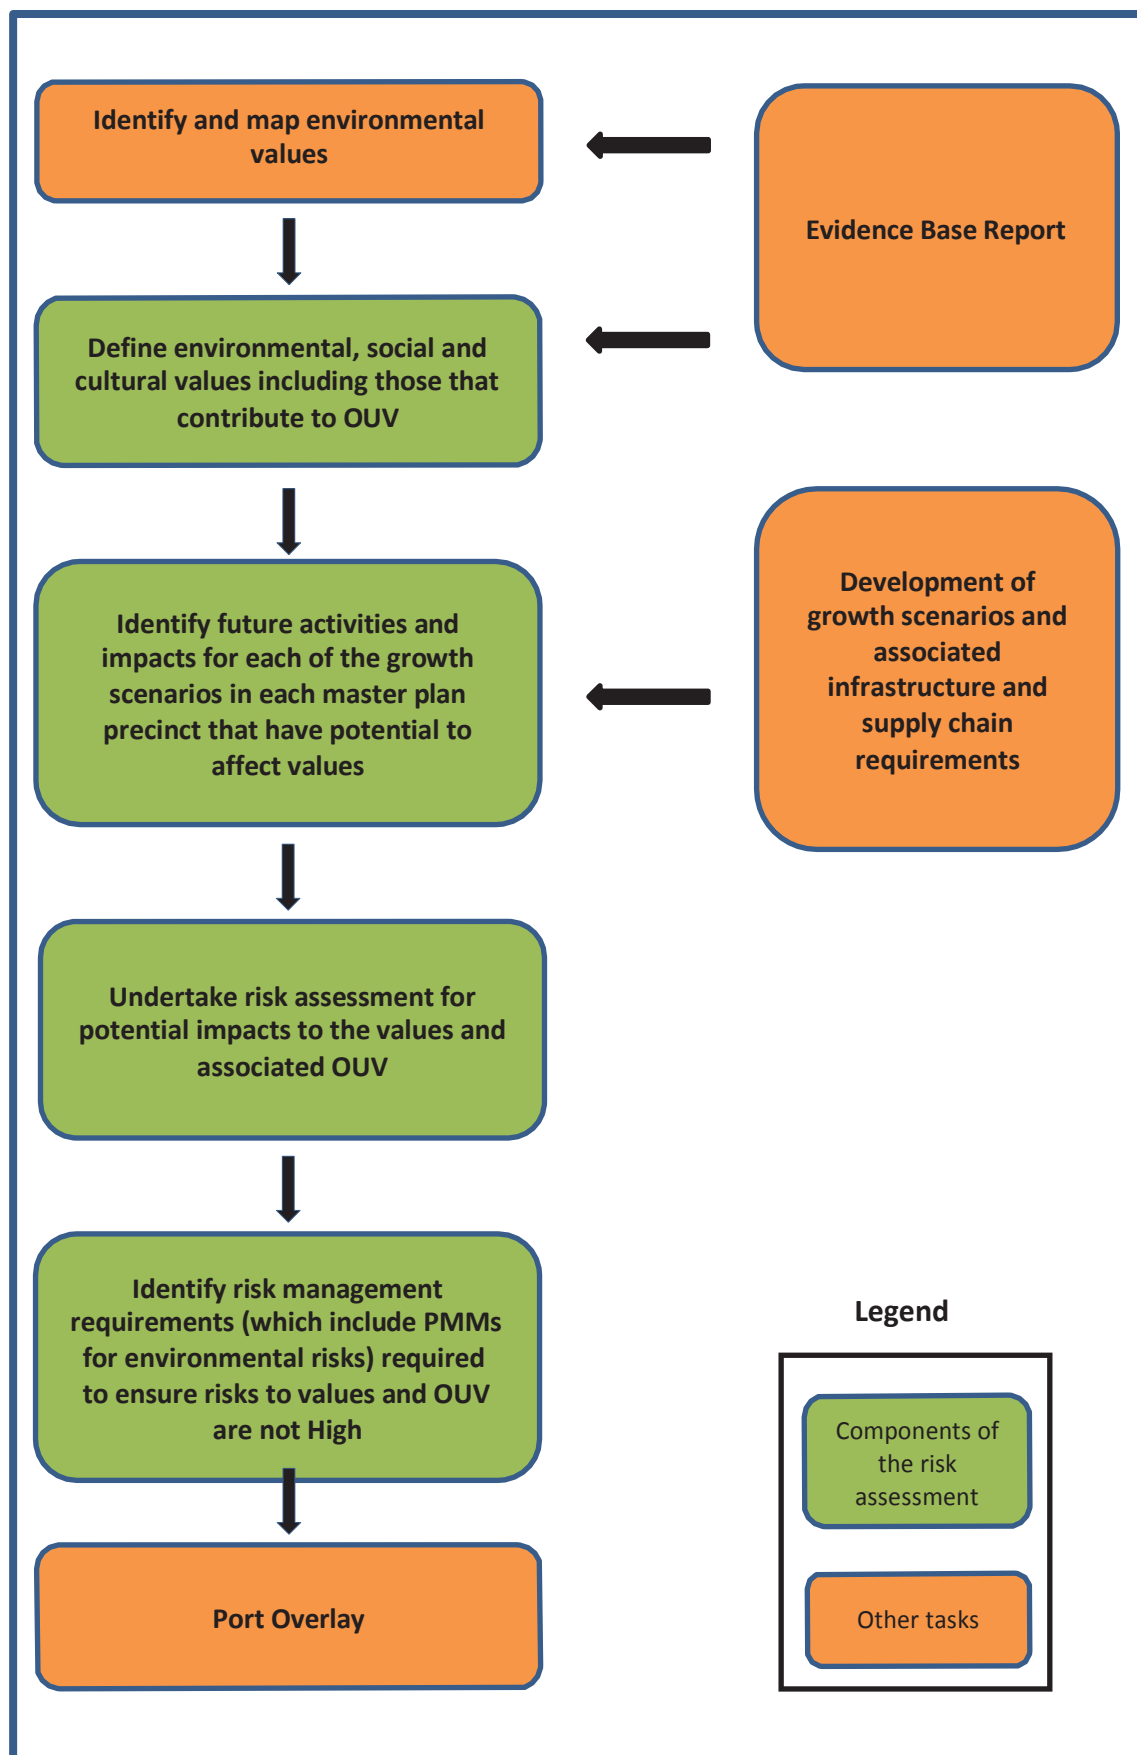 Identify and map environmental
values
Evidence Base Report
Define environmental, social and
cultural values including those that
contribute to OUV
Identify future activities and
impacts for each of the growth
scenarios in each master plan
precinct that have potential to
affect values
Development of
growth scenarios and
associated
infrastructure and
supply chain
requirements
Undertake risk assessment for
potential impacts to the values and
associated OUV
Identify risk management
requirements (which include PMMs
for environmental risks) required
to ensure risks to values and OUV
are not High
Port Overlay
Legend
Components of
the risk
assessment
Other tasks